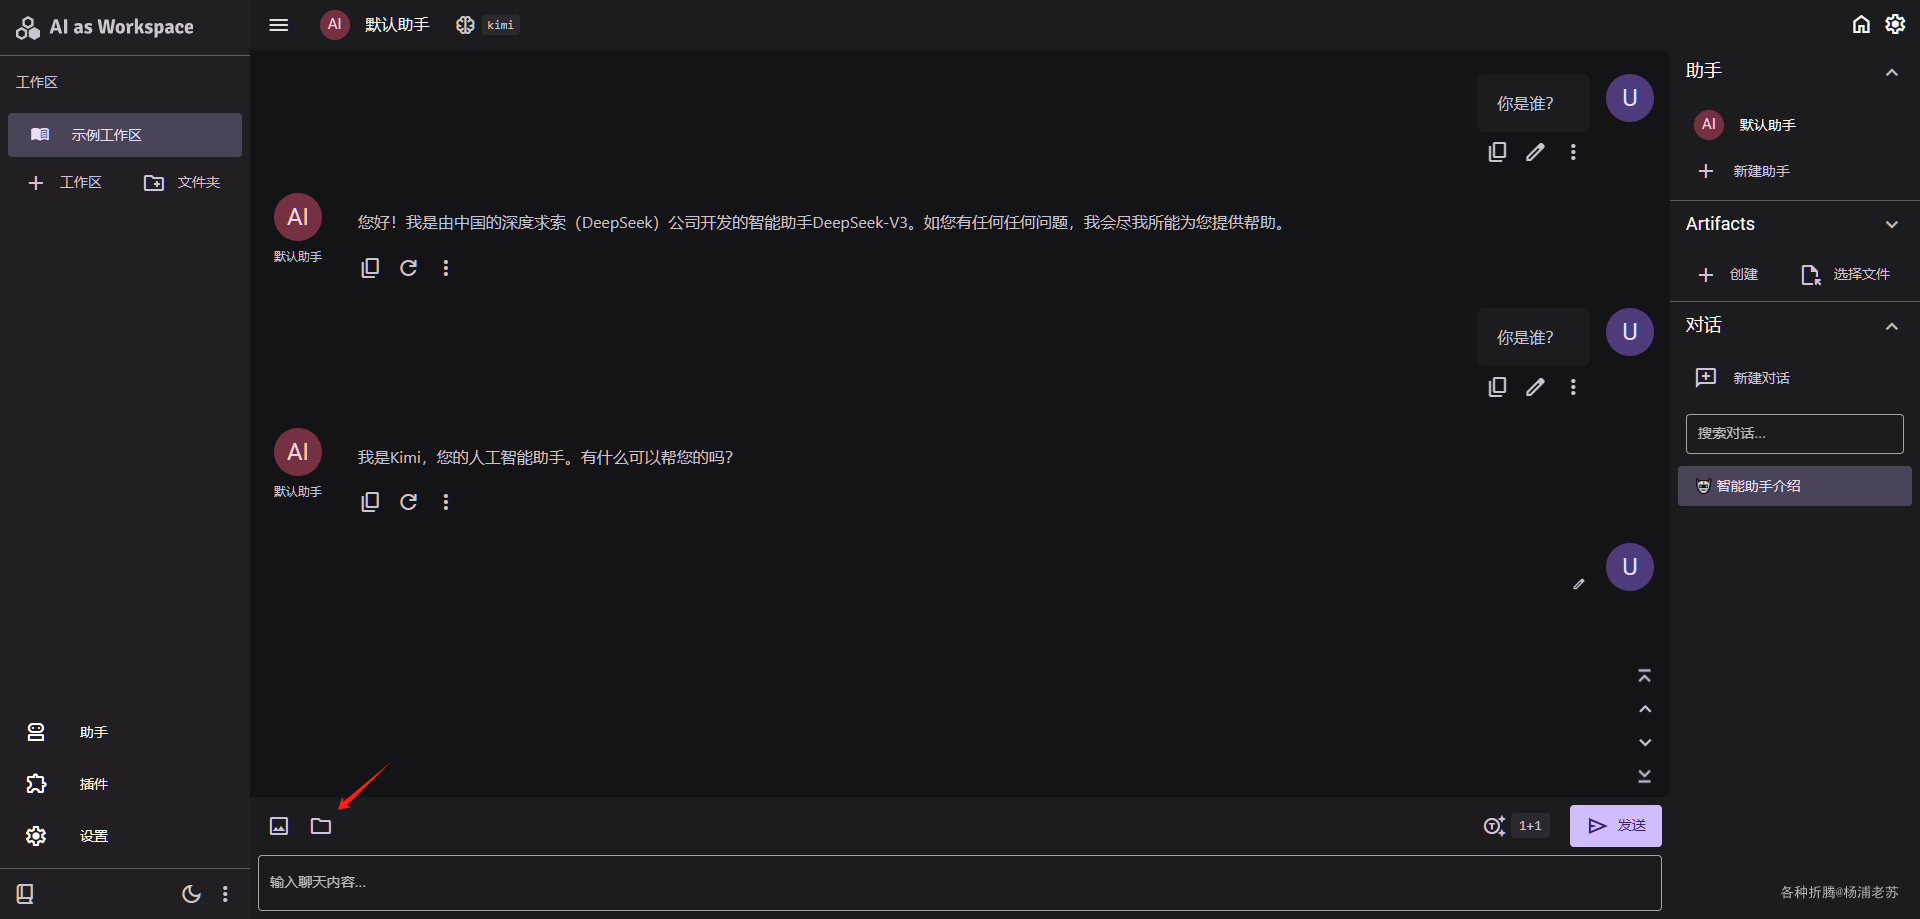 AI as Workspace
工作区
示例工作区
工作区
文件夹
助手
插件
设置
AI
默认助手
kimi
你是谁?
U
AI
默认助手
您好！我是由中国的深度求索（DeepSeek）公司开发的智能助手DeepSeek-V3。如您有任何任何问题，我会尽我所能为您提供帮助。
你是谁?
U
AI
默认助手
我是Kimi，您的人工智能助手。有什么可以帮您的吗?
U
1+1
发送
输入聊天内容...
助手
AI
默认助手
新建助手
Artifacts
创建
选择文件
对话
新建对话
搜索对话...
智能助手介绍
各种折腾@杨浦老苏